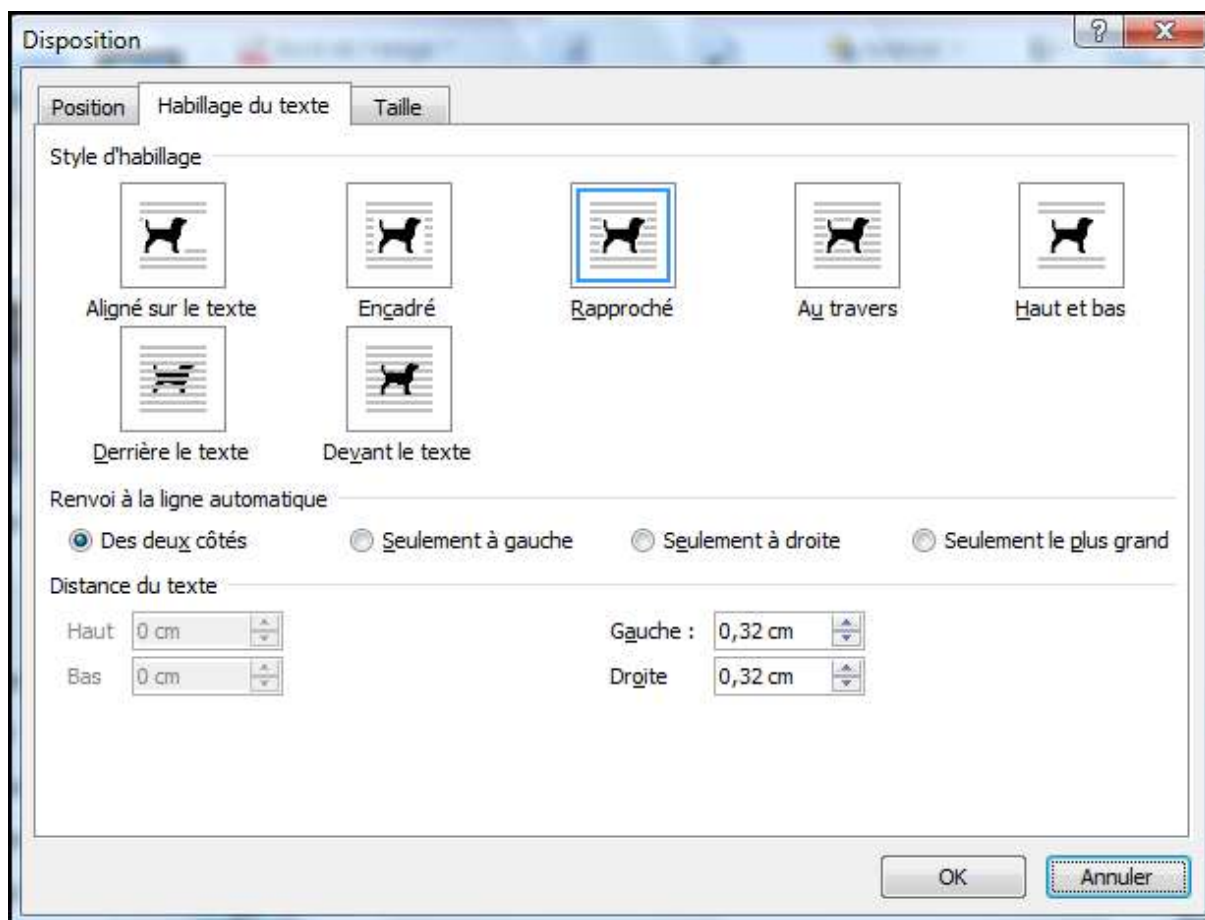 Disposition
Position Habillage du texte Taille
Style d'habillage
Aligné sur le texte Encadré Rapproché Au travers Haut et bas
Derrière le texte Devant le texte
Renvoi à la ligne automatique
Des deux côtés Seulement à gauche Seulement à droite Seulement le plus grand
Distance du texte
Haut 0 cm Gauche : 0,32 cm
Bas 0 cm Droite 0,32 cm
OK Annuler